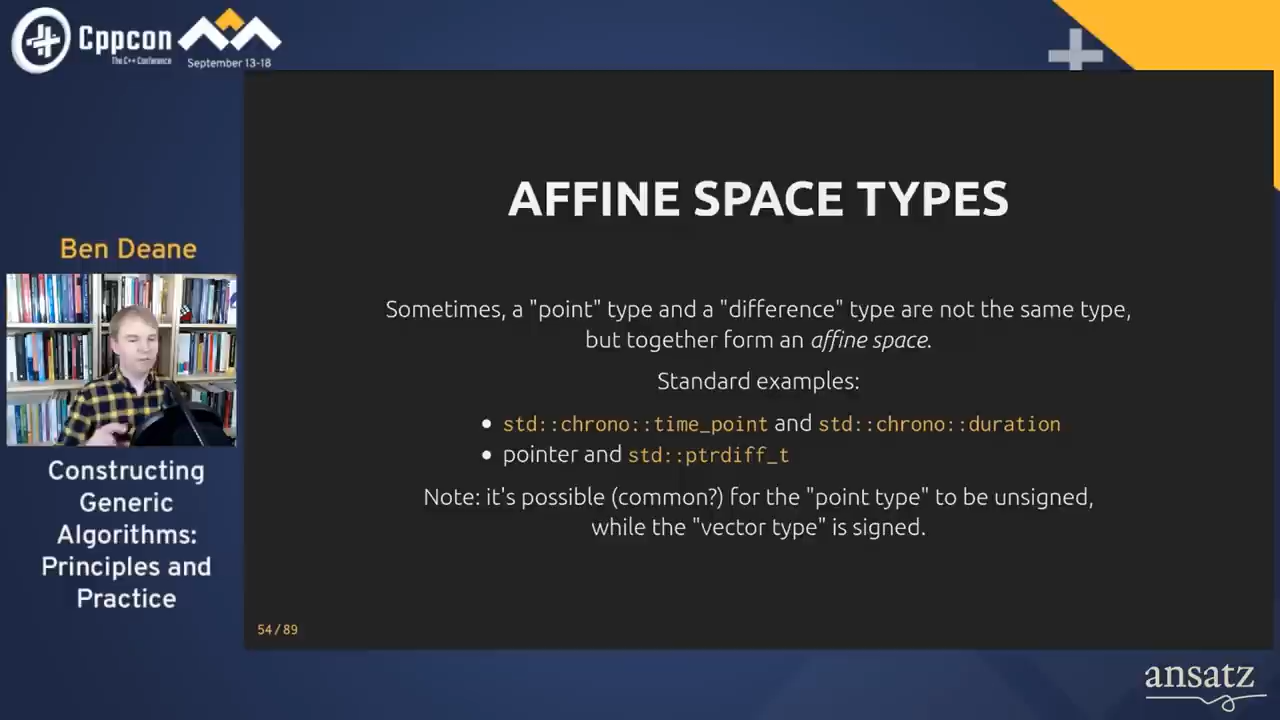 Cppcon
The C++ Conference
September 13-18
Ben Deane
Constructing
Generic
Algorithms:
Principles and
Practice
AFFINE SPACE TYPES
Sometimes, a "point" type and a "difference" type are not the same type,
but together form an affine space.
Standard examples:
• std::chrono::time_point and std::chrono::duration
• pointer and std::ptrdiff_t
Note: it's possible (common?) for the "point type" to be unsigned,
while the "vector type" is signed.
54 / 89
ansatz